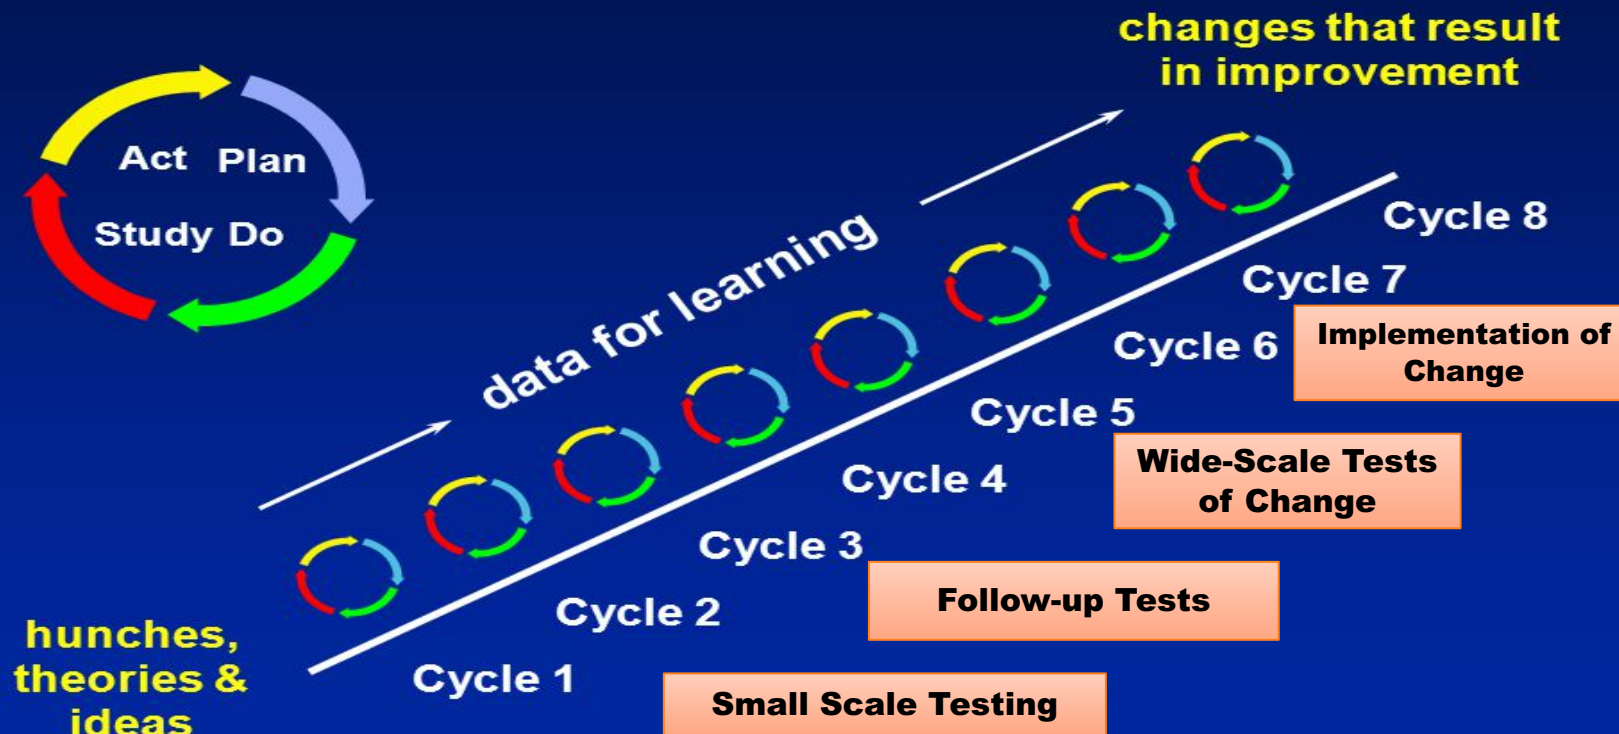 changes that result
in improvement
Act Plan
Study Do
data for learning
Cycle 8
Cycle 7
Cycle 6
Implementation of
Change
Cycle 5
Wide-Scale Tests
of Change
Cycle 4
Cycle 3
Follow-up Tests
Cycle 2
hunches,
theories &
ideas
Cycle 1
Small Scale Testing